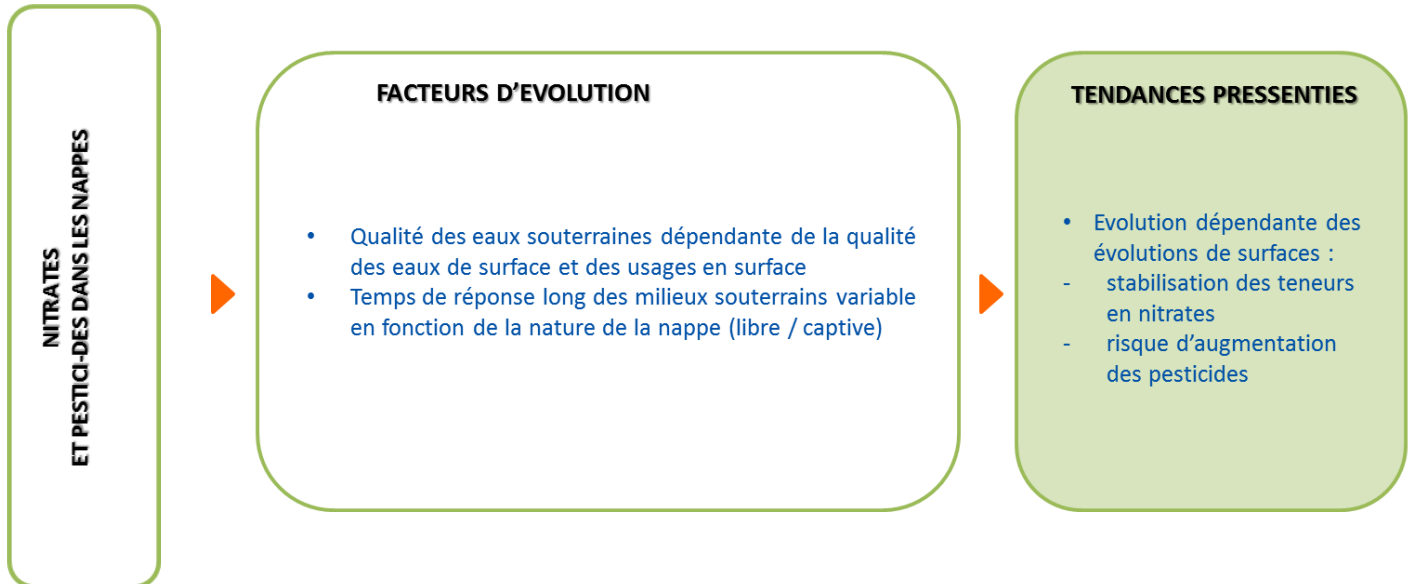 NITRATES
ET PESTICI-DES DANS LES NAPPES
FACTEURS D’EVOLUTION
• Qualité des eaux souterraines dépendante de la qualité
des eaux de surface et des usages en surface
• Temps de réponse long des milieux souterrains variable
en fonction de la nature de la nappe (libre / captive)
TENDANCES PRESSENTIES
• Evolution dépendante des
évolutions de surfaces :
- stabilisation des teneurs
en nitrates
- risque d’augmentation
des pesticides